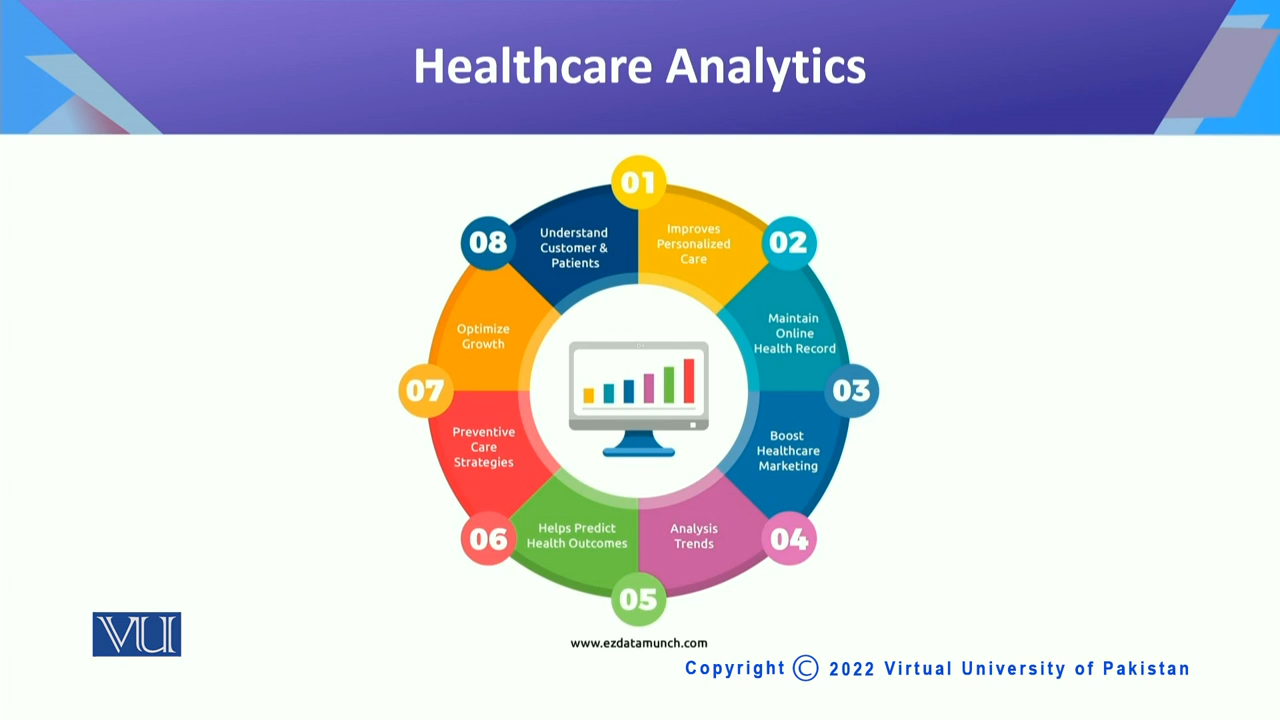 Healthcare Analytics
01
Improves
Personalized
Care
02
Maintain
Online
Health Record
03
Boost
Healthcare
Marketing
04
Analysis
Trends
05
Helps Predict
Health Outcomes
06
Preventive
Care
Strategies
07
Optimize
Growth
08
Understand
Customer &
Patients
www.ezdatamunch.com
VU
Copyright © 2022 Virtual University of Pakistan